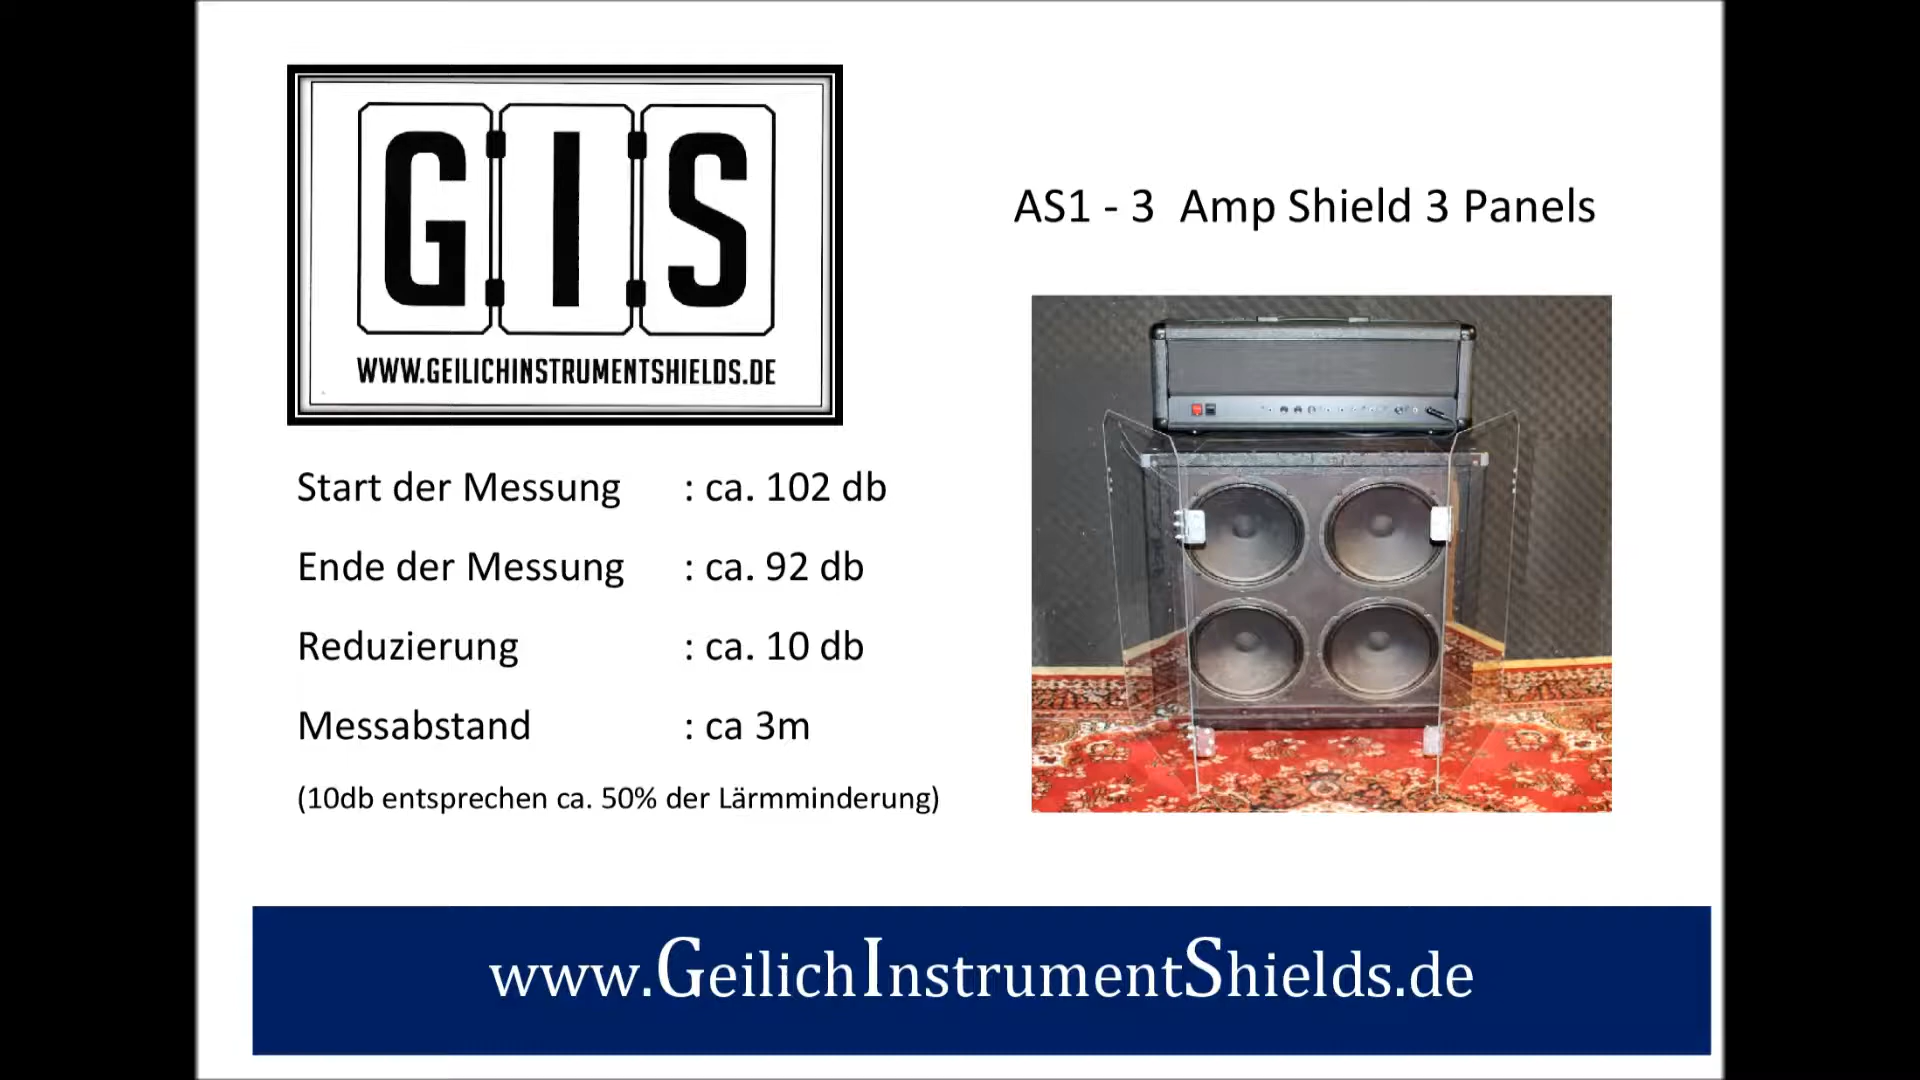 GIS
WWW.GEILICHINSTRUMENTSHIELDS.DE
AS1 - 3 Amp Shield 3 Panels
Start der Messung : ca. 102 db
Ende der Messung : ca. 92 db
Reduzierung : ca. 10 db
Messabstand : ca 3m
(10db entsprechen ca. 50% der Lärmminderung)
www.GeilichInstrumentShields.de